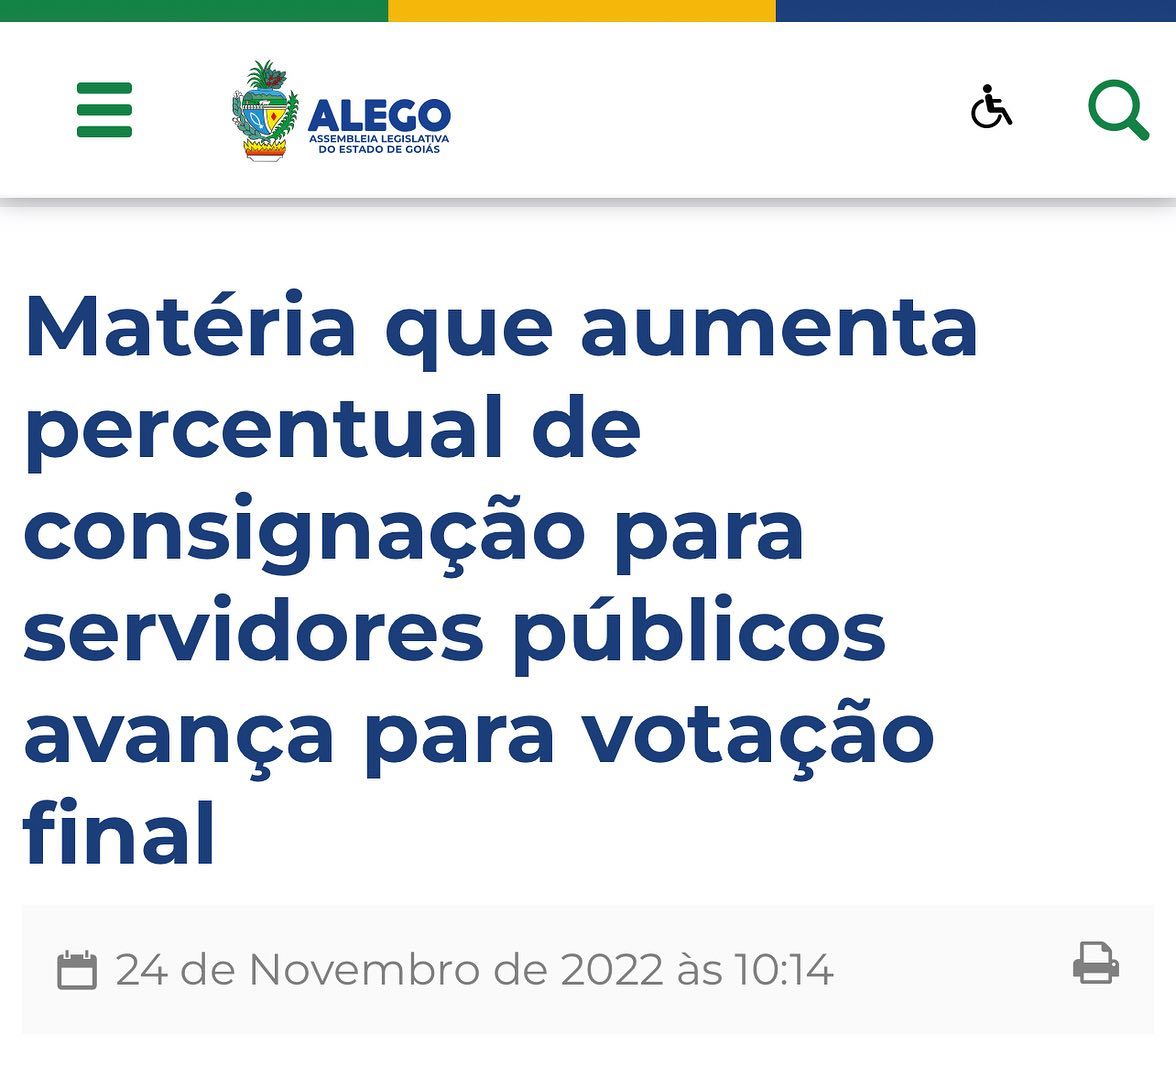 ALEGO
ASSEMBLEIA LEGISLATIVA
DO ESTADO DE GOIÁS
Matéria que aumenta
percentual de
consignação para
servidores públicos
avança para votação
final
24 de Novembro de 2022 às 10:14